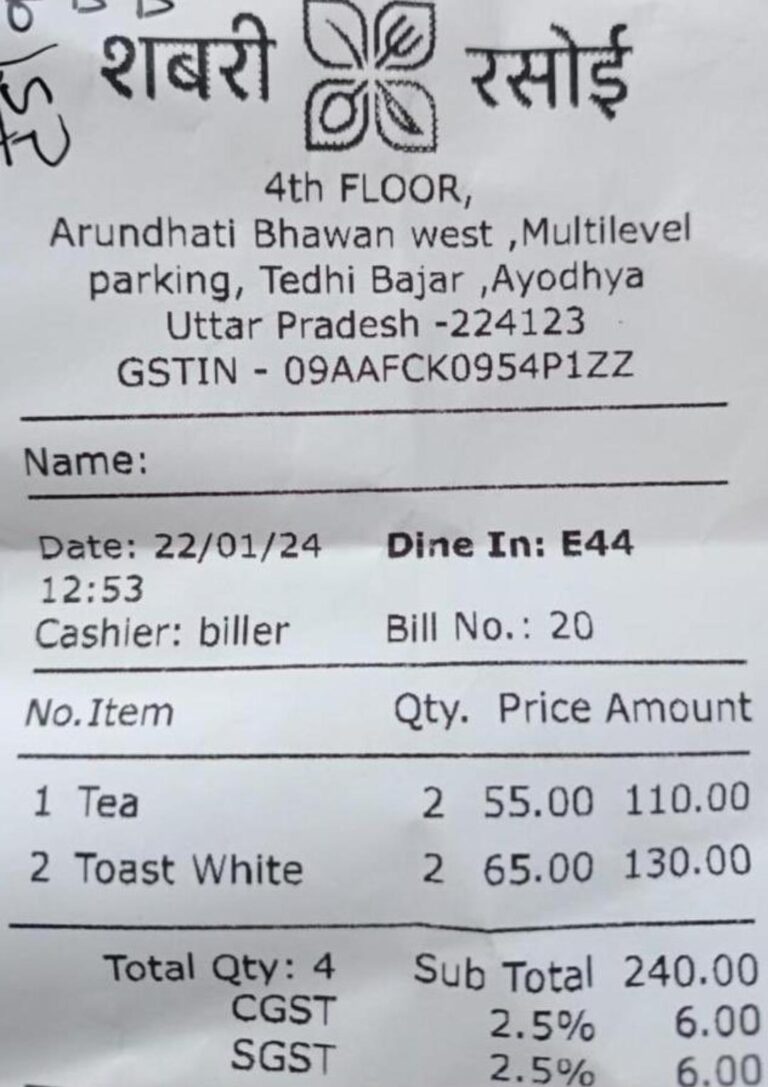 शबरी रसोई
4th FLOOR,
Arundhati Bhawan west ,Multilevel
parking, Tedhi Bajar ,Ayodhya
Uttar Pradesh -224123
GSTIN - 09AAFCK0954P1ZZ
Name:
Date: 22/01/24 Dine In: E44
12:53
Cashier: biller Bill No.: 20
No.Item Qty. Price Amount
1 Tea 2 55.00 110.00
2 Toast White 2 65.00 130.00
Total Qty: 4 Sub Total 240.00
CGST 2.5% 6.00
SGST 2.5% 6.00